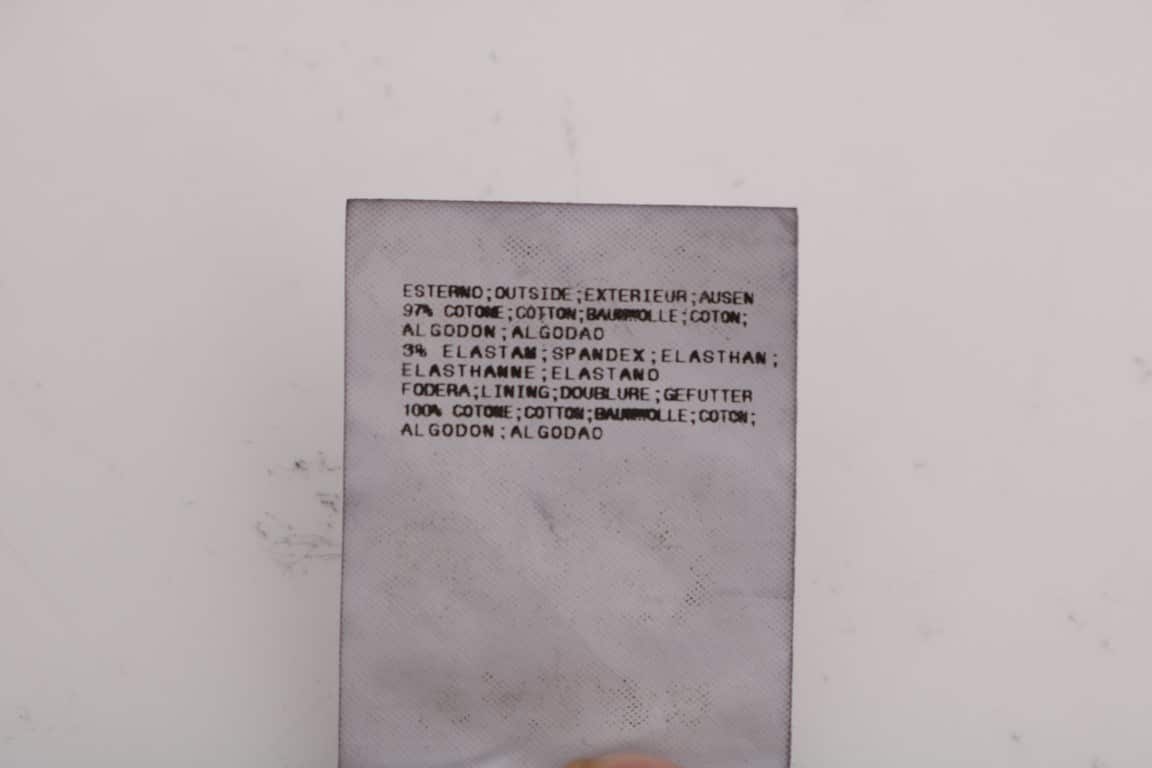 ESTERNO;OUTSIDE;EXTERIEUR;AUSEN
97% COTONE;COTTON;BAUMWOLLE;COTON;
ALGODON;ALGODAO
3% ELASTAM;SPANDEX;ELASTHAN;
ELASTHANNE;ELASTANO
FODERA;LINING;DOUBLURE;GEFUTTER
100% COTONE;COTTON;BAUMWOLLE;COTON;
ALGODON;ALGODAO